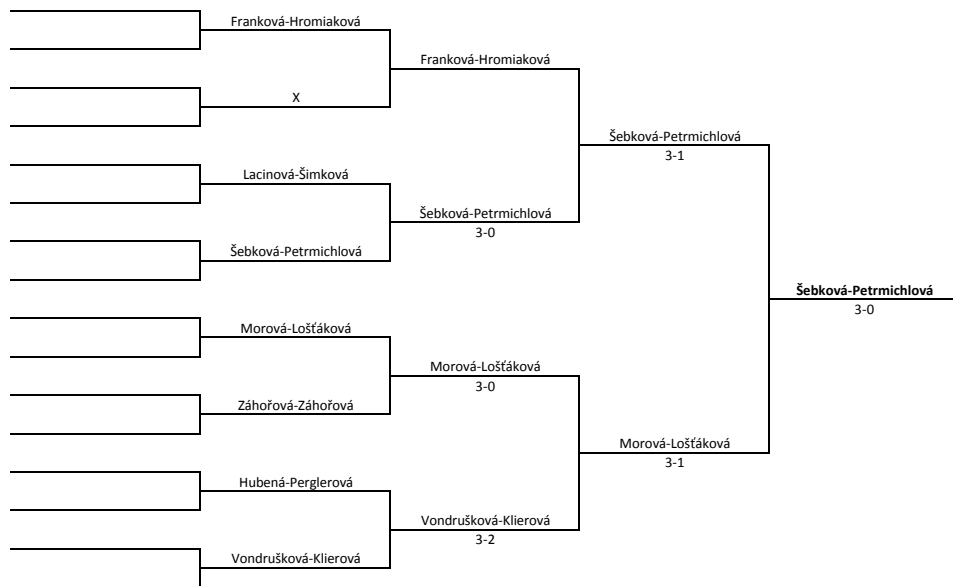 Franková-Hromiaková
Franková-Hromiaková
X
Šebková-Petrmichlová
3-1
Lacinová-Šimková
Šebková-Petrmichlová
3-0
Šebková-Petrmichlová
Šebková-Petrmichlová
3-0
Morová-Lošťáková
Morová-Lošťáková
3-0
Záhořová-Záhořová
Morová-Lošťáková
3-1
Hubená-Perglerová
Vondrušková-Klierová
3-2
Vondrušková-Klierová